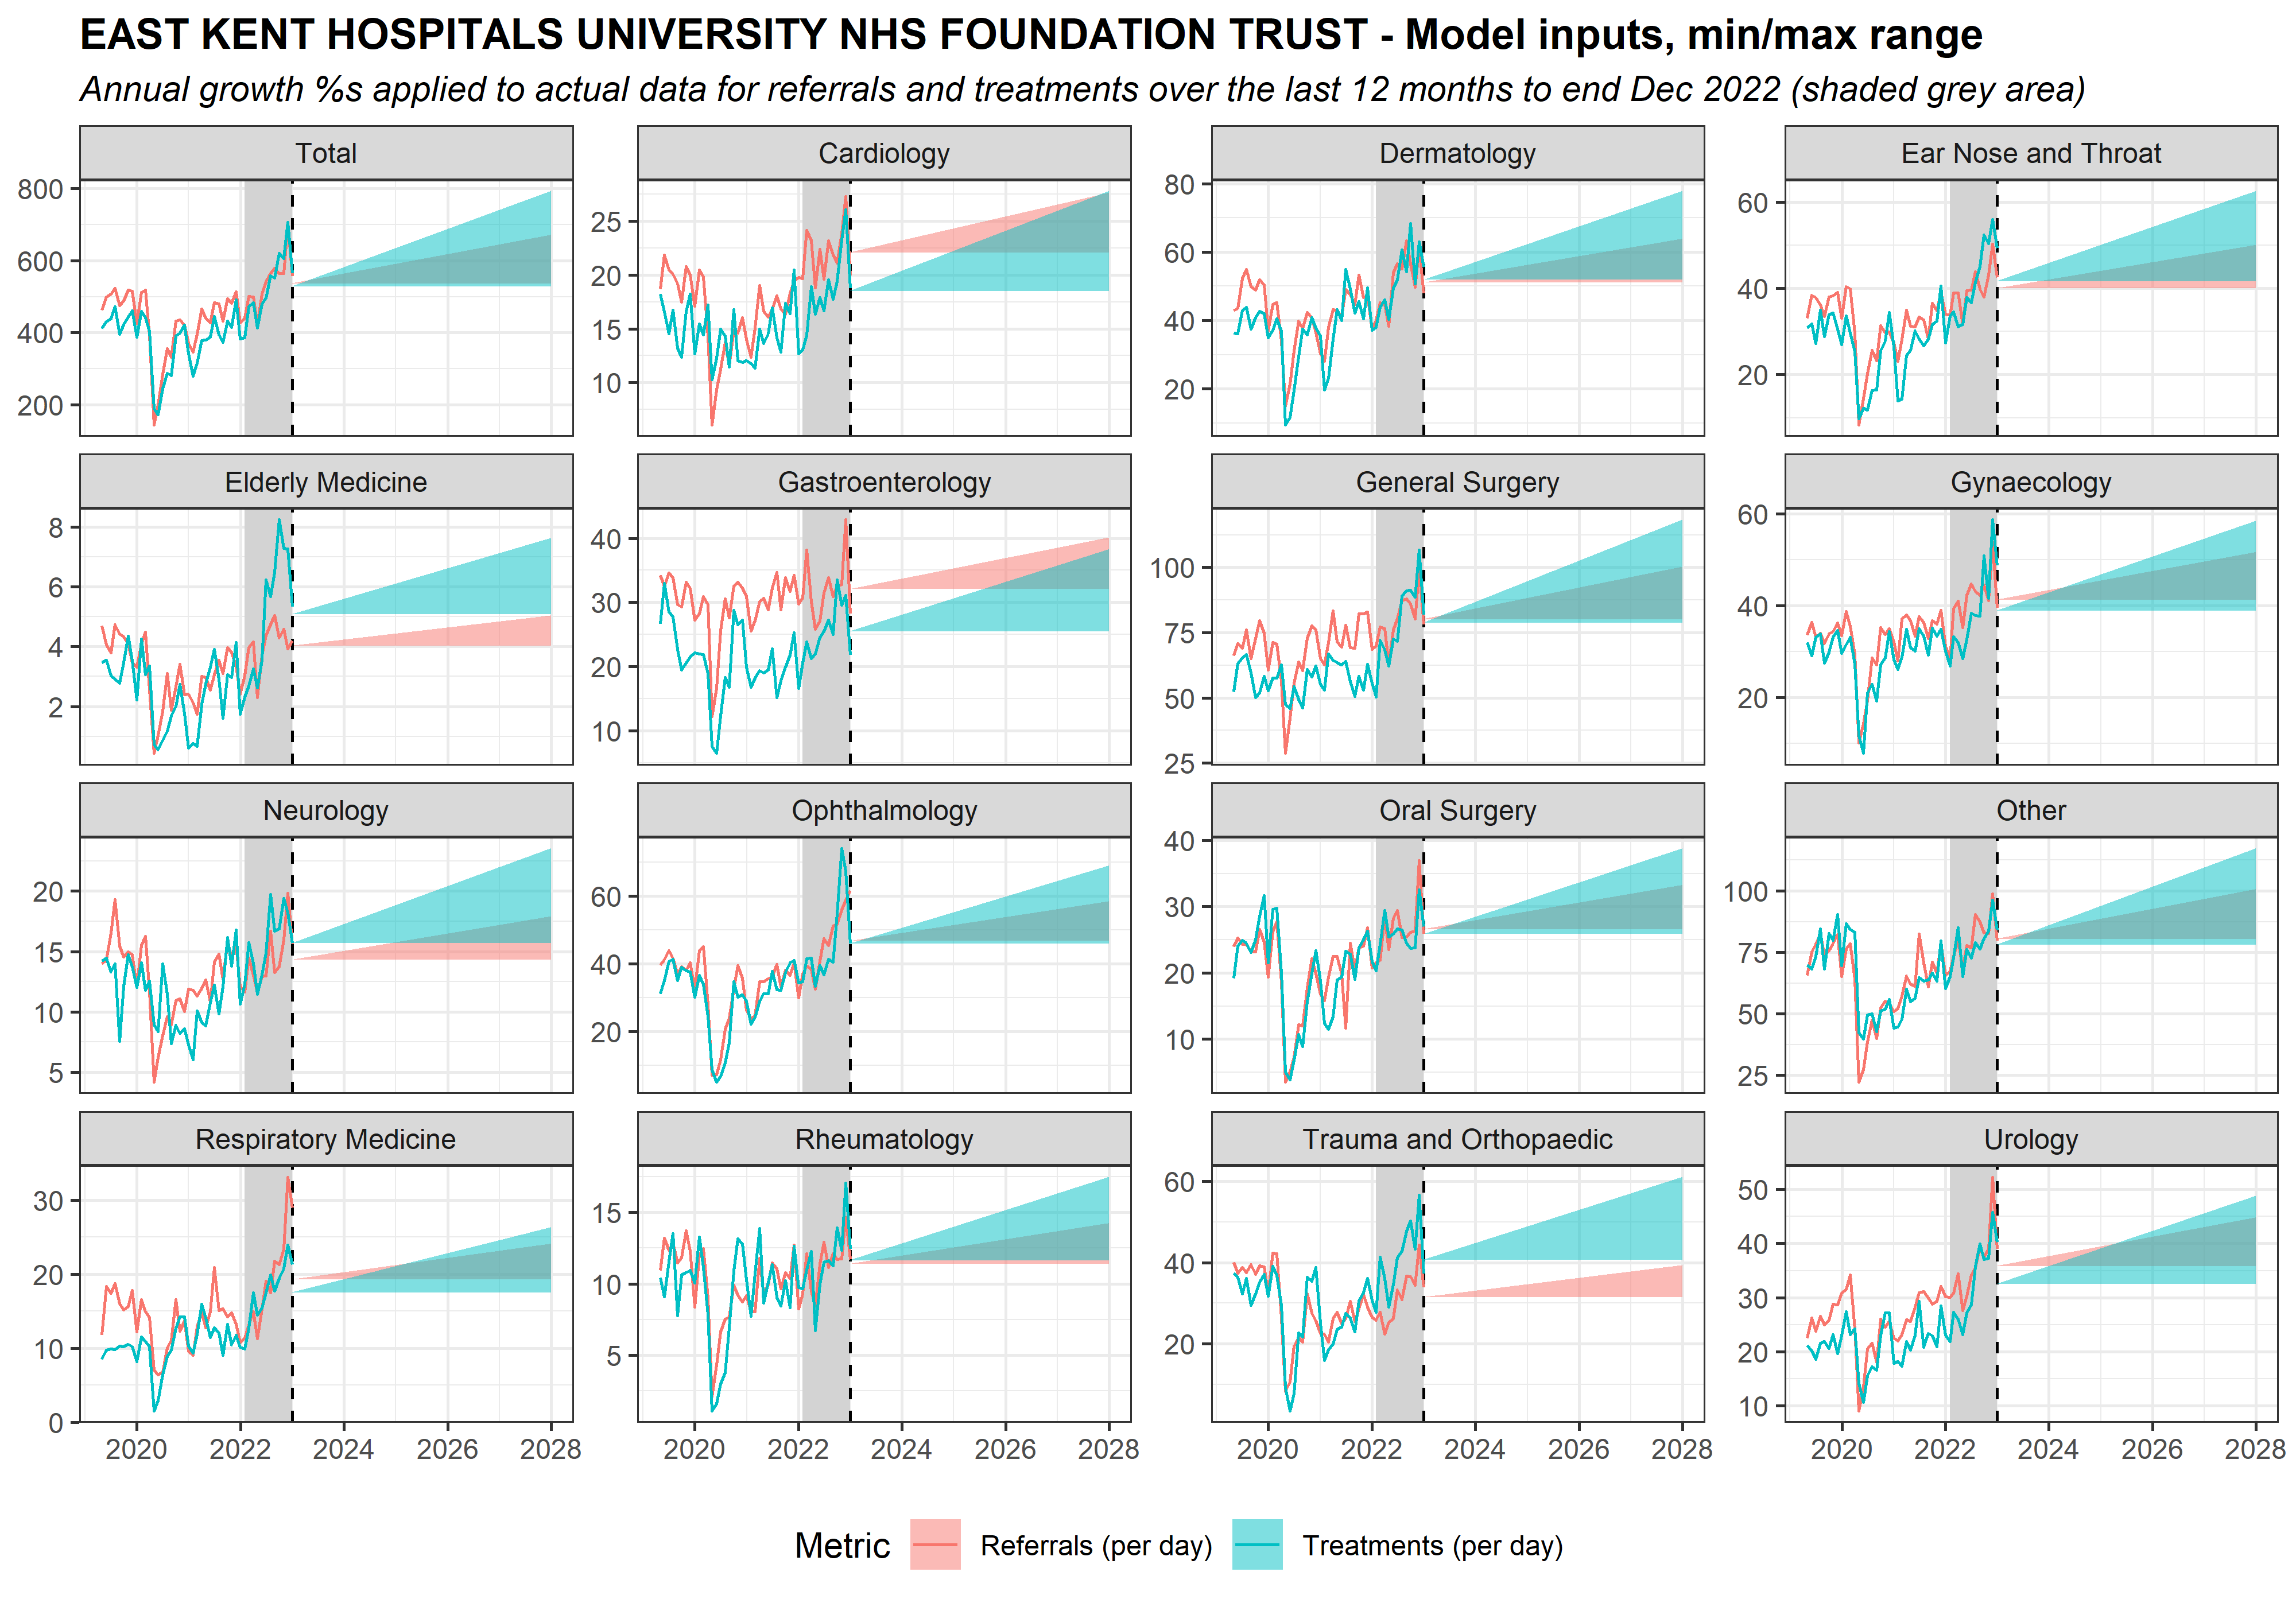 EAST KENT HOSPITALS UNIVERSITY NHS FOUNDATION TRUST - Model inputs, min/max range
Annual growth %s applied to actual data for referrals and treatments over the last 12 months to end Dec 2022 (shaded grey area)
Total
Cardiology
Dermatology
Ear Nose and Throat
800
600
400
200
25
20
15
10
80
60
40
20
60
40
20
Elderly Medicine
Gastroenterology
General Surgery
Gynaecology
8
6
4
2
40
30
20
10
100
75
50
25
60
40
20
Neurology
Ophthalmology
Oral Surgery
Other
20
15
10
5
60
40
20
40
30
20
10
100
75
50
25
Respiratory Medicine
Rheumatology
Trauma and Orthopaedic
Urology
30
20
10
0
15
10
5
60
40
20
50
40
30
20
10
2020 2022 2024 2026 2028
2020 2022 2024 2026 2028
2020 2022 2024 2026 2028
2020 2022 2024 2026 2028
Metric Referrals (per day) Treatments (per day)